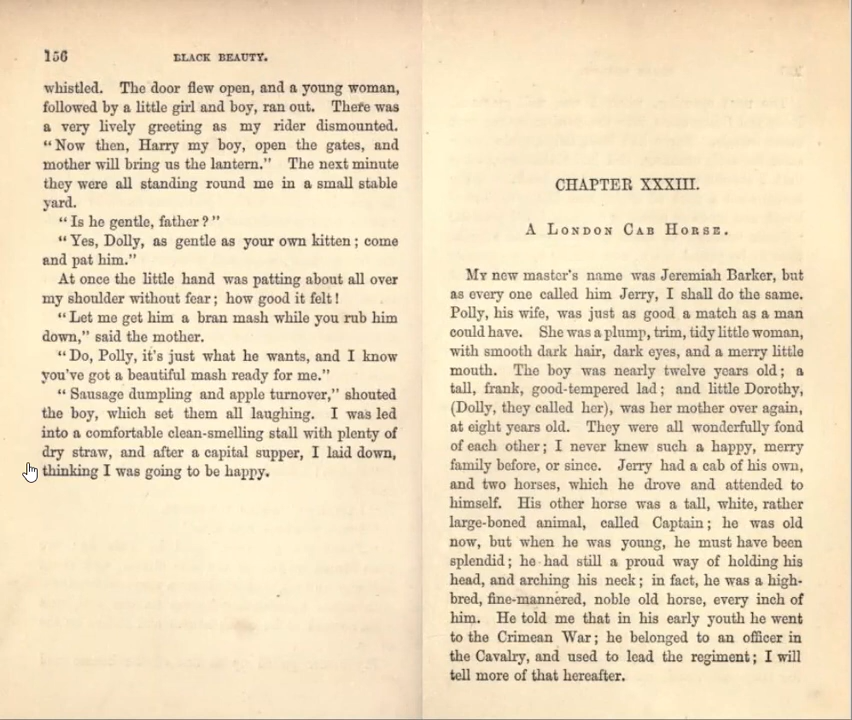 156
BLACK BEAUTY.
whistled. The door flew open, and a young woman,
followed by a little girl and boy, ran out. There was
a very lively greeting as my rider dismounted.
"Now then, Harry my boy, open the gates, and
mother will bring us the lantern." The next minute
they were all standing round me in a small stable
yard.
"Is he gentle, father?"
"Yes, Dolly, as gentle as your own kitten; come
and pat him."
At once the little hand was patting about all over
my shoulder without fear; how good it felt!
"Let me get him a bran mash while you rub him
down," said the mother.
"Do, Polly, it's just what he wants, and I know
you've got a beautiful mash ready for me."
"Sausage dumpling and apple turnover," shouted
the boy, which set them all laughing. I was led
into a comfortable clean-smelling stall with plenty of
dry straw, and after a capital supper, I laid down,
thinking I was going to be happy.
CHAPTER XXXIII.
A LONDON CAB HORSE.
MY new master's name was Jeremiah Barker, but
as every one called him Jerry, I shall do the same.
Polly, his wife, was just as good a match as a man
could have. She was a plump, trim, tidy little woman,
with smooth dark hair, dark eyes, and a merry little
mouth. The boy was nearly twelve years old; a
tall, frank, good-tempered lad; and little Dorothy,
(Dolly, they called her), was her mother over again,
at eight years old. They were all wonderfully fond
of each other; I never knew such a happy, merry
family before, or since. Jerry had a cab of his own,
and two horses, which he drove and attended to
himself. His other horse was a tall, white, rather
large-boned animal, called Captain; he was old
now, but when he was young, he must have been
splendid; he had still a proud way of holding his
head, and arching his neck; in fact, he was a high-
bred, fine-mannered, noble old horse, every inch of
him. He told me that in his early youth he went
to the Crimean War; he belonged to an officer in
the Cavalry, and used to lead the regiment; I will
tell more of that hereafter.